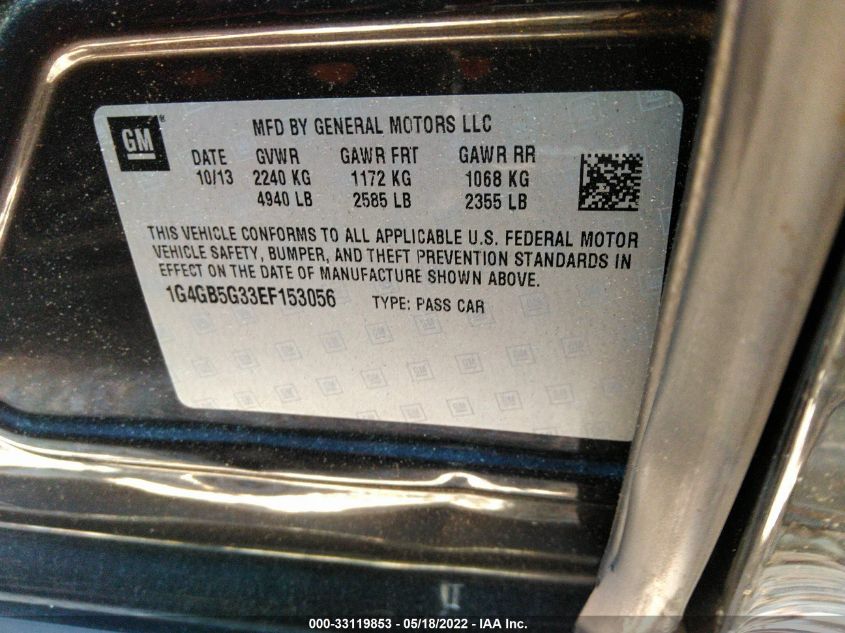 GM ® MFD BY GENERAL MOTORS LLC
DATE GVWR GAWR FRT GAWR RR
10/13 2240 KG 1172 KG 1068 KG
4940 LB 2585 LB 2355 LB
THIS VEHICLE CONFORMS TO ALL APPLICABLE U.S. FEDERAL MOTOR
VEHICLE SAFETY, BUMPER, AND THEFT PREVENTION STANDARDS IN
EFFECT ON THE DATE OF MANUFACTURE SHOWN ABOVE.
1G4GB5G33EF153056 TYPE: PASS CAR
000-33119853 - 05/18/2022 - IAA Inc.